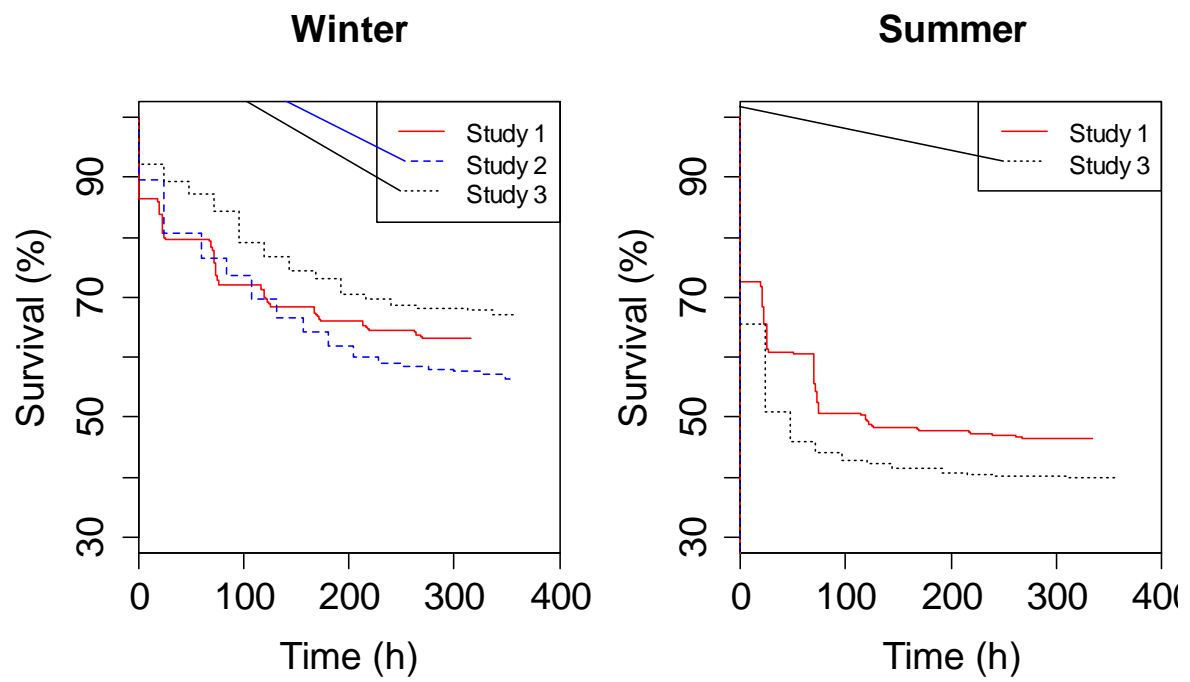 Winter
Survival (%)
90
70
50
30
Study 1
Study 2
Study 3
0 100 200 300 400
Time (h)
Summer
Survival (%)
90
70
50
30
Study 1
Study 3
0 100 200 300 400
Time (h)